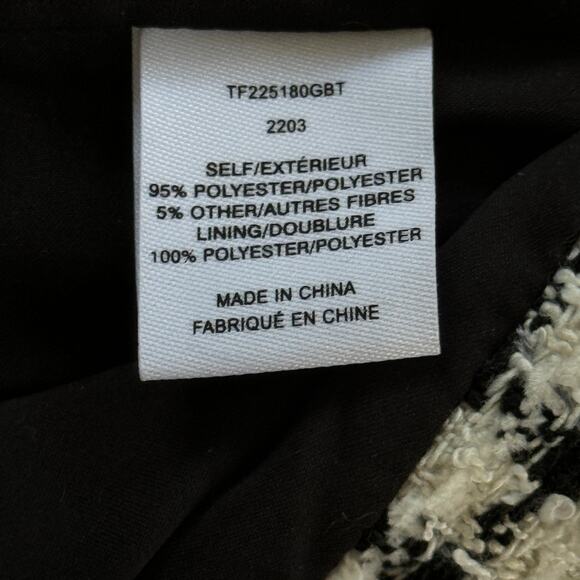 TF225180GBT
2203
SELF/EXTÉRIEUR
95% POLYESTER/POLYESTER
5% OTHER/AUTRES FIBRES
LINING/DOUBLURE
100% POLYESTER/POLYESTER
MADE IN CHINA
FABRIQUÉ EN CHINE